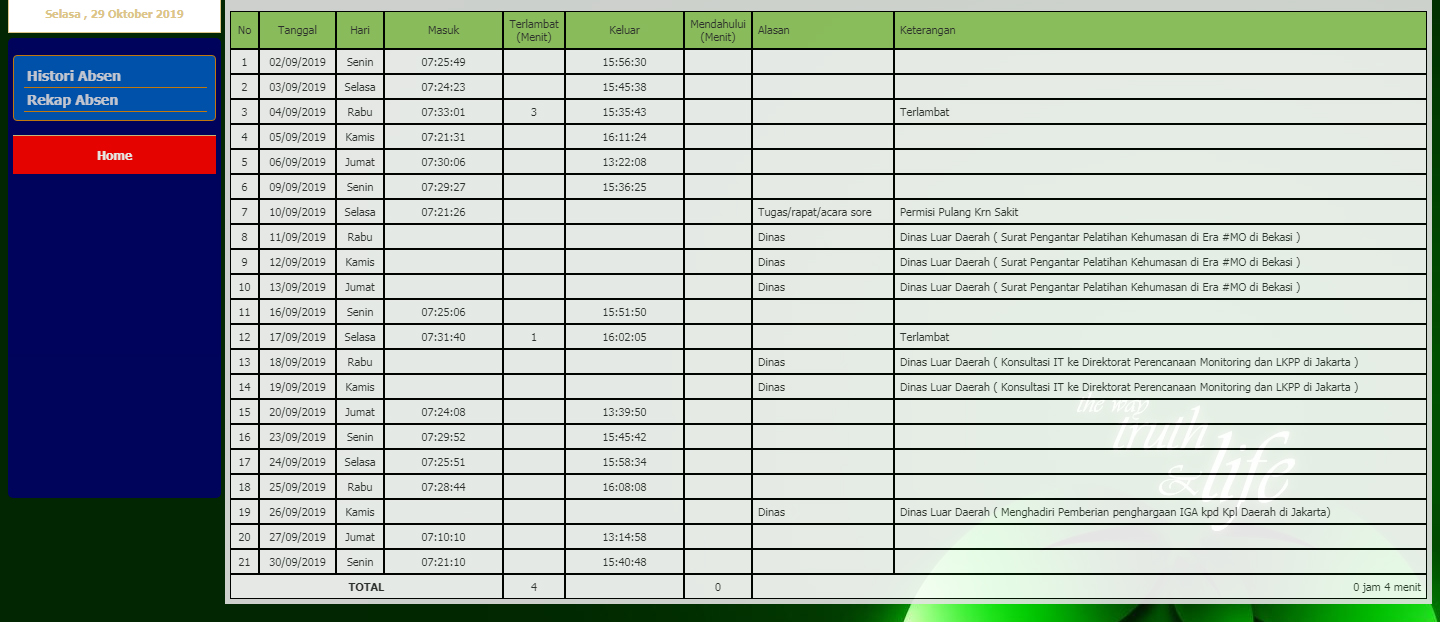 Selasa , 29 Oktober 2019
Histori Absen
Rekap Absen
Home
No Tanggal Hari Masuk Terlambat (Menit) Keluar Mendahului (Menit) Alasan Keterangan
1 02/09/2019 Senin 07:25:49 15:56:30
2 03/09/2019 Selasa 07:24:23 15:45:38
3 04/09/2019 Rabu 07:33:01 3 15:35:43 Terlambat
4 05/09/2019 Kamis 07:21:31 16:11:24
5 06/09/2019 Jumat 07:30:06 13:22:08
6 09/09/2019 Senin 07:29:27 15:36:25
7 10/09/2019 Selasa 07:21:26 Tugas/rapat/acara sore Permisi Pulang Krn Sakit
8 11/09/2019 Rabu Dinas Dinas Luar Daerah ( Surat Pengantar Pelatihan Kehumasan di Era #MO di Bekasi )
9 12/09/2019 Kamis Dinas Dinas Luar Daerah ( Surat Pengantar Pelatihan Kehumasan di Era #MO di Bekasi )
10 13/09/2019 Jumat Dinas Dinas Luar Daerah ( Surat Pengantar Pelatihan Kehumasan di Era #MO di Bekasi )
11 16/09/2019 Senin 07:25:06 15:51:50
12 17/09/2019 Selasa 07:31:40 1 16:02:05 Terlambat
13 18/09/2019 Rabu Dinas Dinas Luar Daerah ( Konsultasi IT ke Direktorat Perencanaan Monitoring dan LKPP di Jakarta )
14 19/09/2019 Kamis Dinas Dinas Luar Daerah ( Konsultasi IT ke Direktorat Perencanaan Monitoring dan LKPP di Jakarta )
15 20/09/2019 Jumat 07:24:08 13:39:50
16 23/09/2019 Senin 07:29:52 15:45:42
17 24/09/2019 Selasa 07:25:51 15:58:34
18 25/09/2019 Rabu 07:28:44 16:08:08
19 26/09/2019 Kamis Dinas Dinas Luar Daerah ( Menghadiri Pemberian penghargaan IGA kpd Kpl Daerah di Jakarta)
20 27/09/2019 Jumat 07:10:10 13:14:58
21 30/09/2019 Senin 07:21:10 15:40:48
TOTAL 4 0 0 jam 4 menit
the way
truth
& life